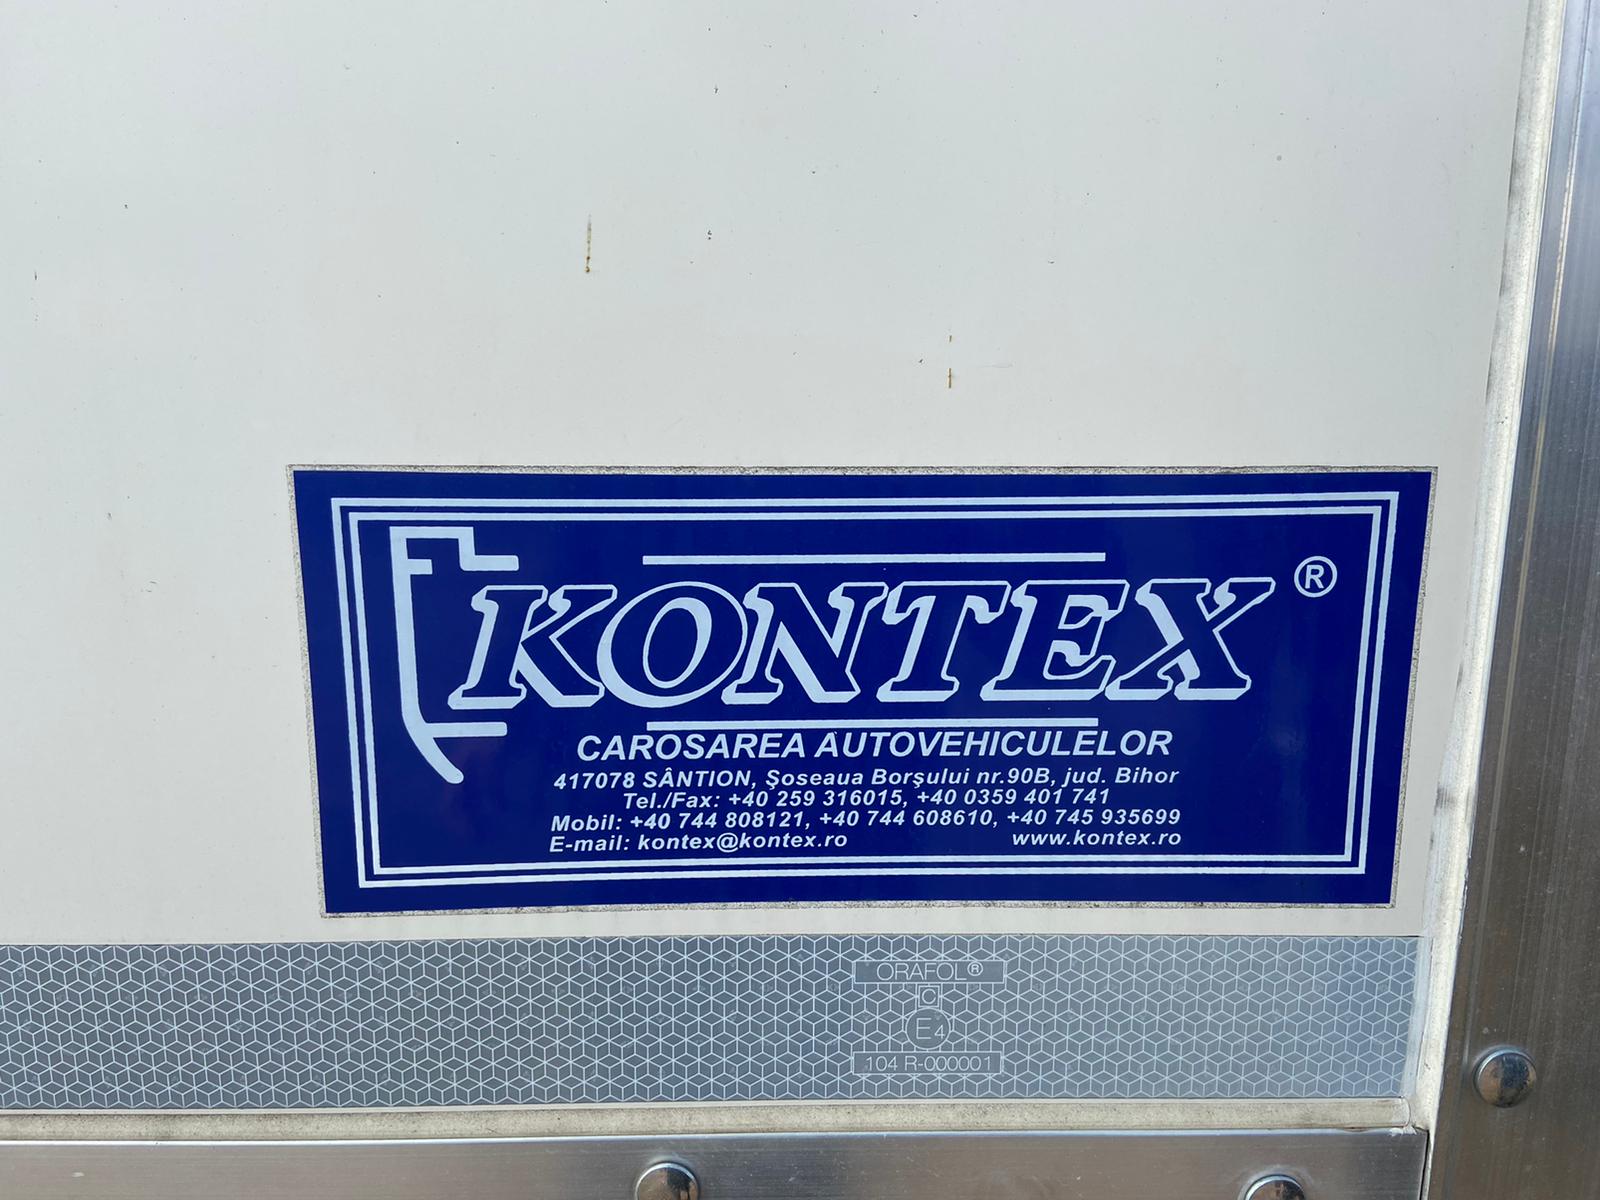 KONTEX ®
CAROSAREA AUTOVEHICULELOR
417078 SÂNTION, Şoseaua Borşului nr.90B, jud. Bihor
Tel./Fax: +40 259 316015, +40 0359 401 741
Mobil: +40 744 808121, +40 744 608610, +40 745 935699
E-mail: kontex@kontex.ro www.kontex.ro
ORAFOL®
C
E4
104 R-000001